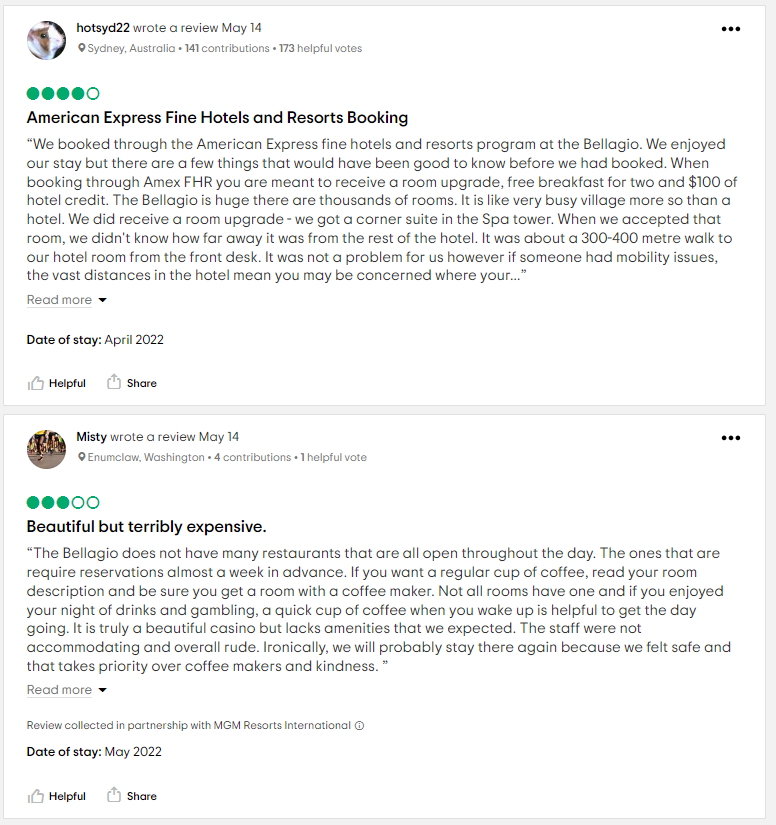 hotsyd22 wrote a review May 14
Sydney, Australia • 141 contributions • 173 helpful votes
American Express Fine Hotels and Resorts Booking
“We booked through the American Express fine hotels and resorts program at the Bellagio. We enjoyed
our stay but there are a few things that would have been good to know before we had booked. When
booking through Amex FHR you are meant to receive a room upgrade, free breakfast for two and $100 of
hotel credit. The Bellagio is huge there are thousands of rooms. It is like very busy village more so than a
hotel. We did receive a room upgrade - we got a corner suite in the Spa tower. When we accepted that
room, we didn't know how far away it was from the rest of the hotel. It was about a 300-400 metre walk to
our hotel room from the front desk. It was not a problem for us however if someone had mobility issues,
the vast distances in the hotel mean you may be concerned where your...”
Read more
Date of stay: April 2022
Helpful Share
Misty wrote a review May 14
Enumclaw, Washington • 4 contributions • 1 helpful vote
Beautiful but terribly expensive.
“The Bellagio does not have many restaurants that are all open throughout the day. The ones that are
require reservations almost a week in advance. If you want a regular cup of coffee, read your room
description and be sure you get a room with a coffee maker. Not all rooms have one and if you enjoyed
your night of drinks and gambling, a quick cup of coffee when you wake up is helpful to get the day
going. It is truly a beautiful casino but lacks amenities that we expected. The staff were not
accommodating and overall rude. Ironically, we will probably stay there again because we felt safe and
that takes priority over coffee makers and kindness. ”
Read more
Review collected in partnership with MGM Resorts International
Date of stay: May 2022
Helpful Share